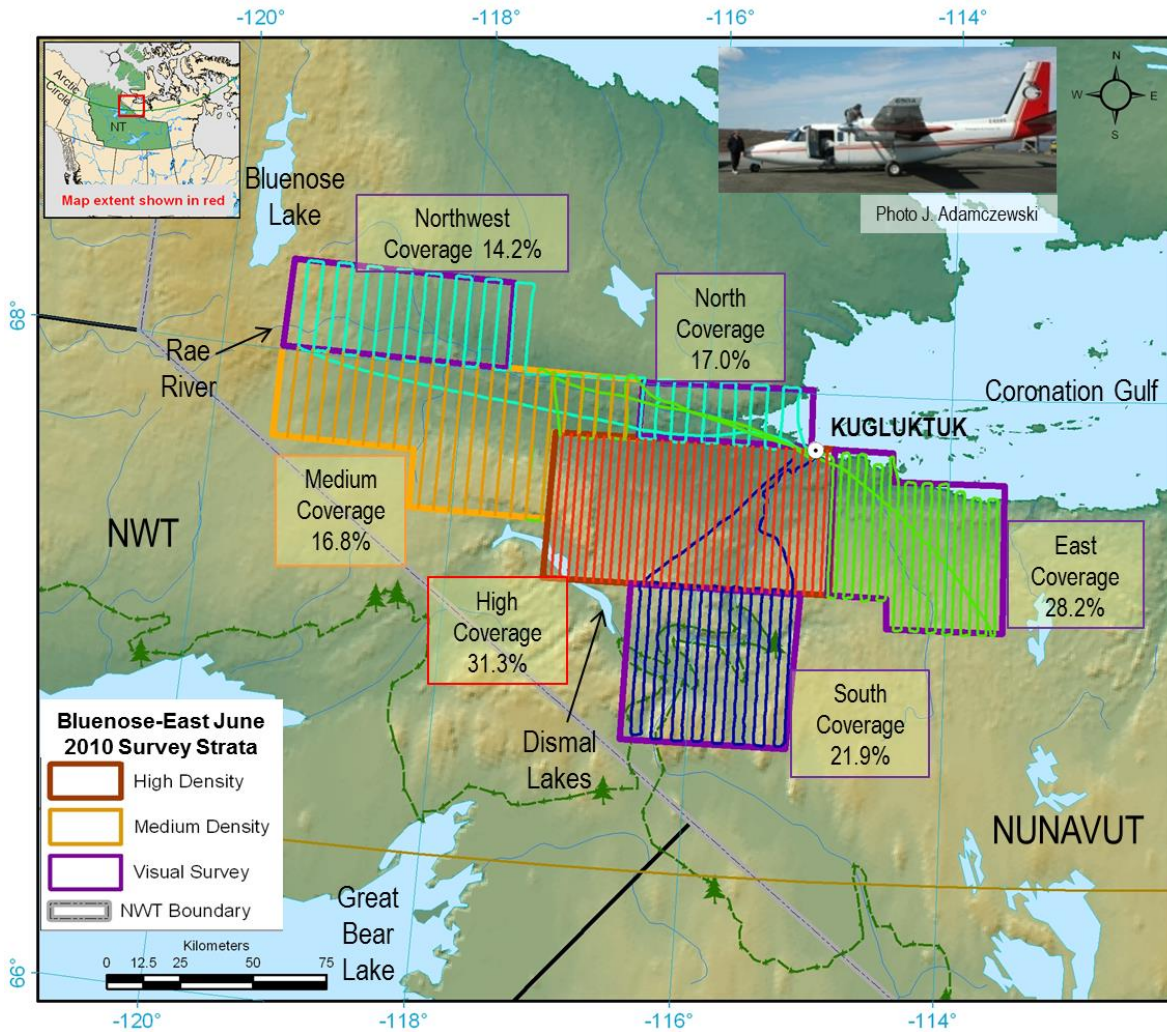 -120°
-118°
-116°
-114°
Arctic
Circle
NT
Map extent shown in red
N
W
E
S
Photo J. Adamczewski
Bluenose
Lake
Northwest
Coverage 14.2%
North
Coverage
17.0%
68°
Rae
River
Coronation Gulf
KUGLUKTUK
Medium
Coverage
16.8%
NWT
East
Coverage
28.2%
High
Coverage
31.3%
South
Coverage
21.9%
Dismal
Lakes
NUNAVUT
Bluenose-East June
2010 Survey Strata
High Density
Medium Density
Visual Survey
NWT Boundary
Great
Bear
Lake
Kilometers
0 12.5 25 50 75
66°
-120°
-118°
-116°
-114°